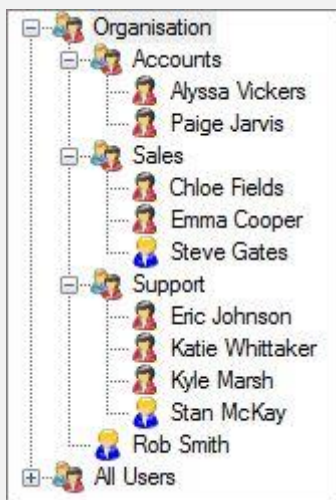 Organisation
Accounts
Alyssa Vickers
Paige Jarvis
Sales
Chloe Fields
Emma Cooper
Steve Gates
Support
Eric Johnson
Katie Whittaker
Kyle Marsh
Stan McKay
Rob Smith
All Users